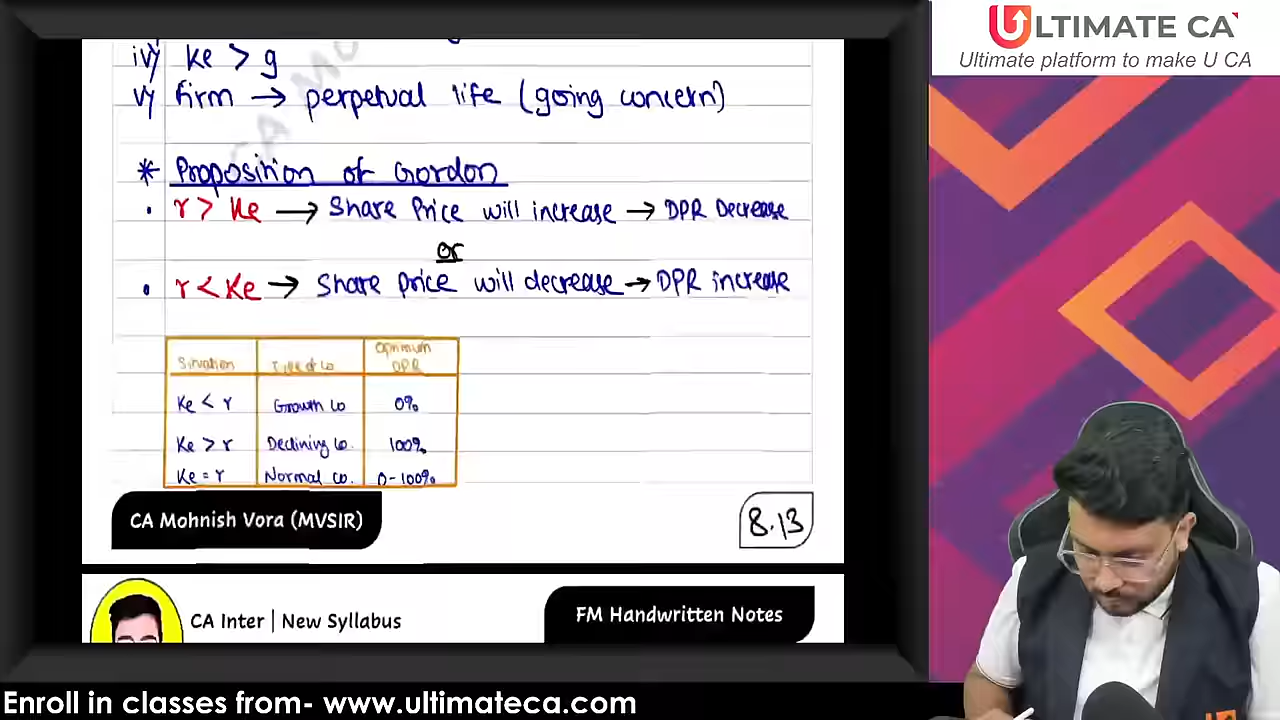 iv) Ke > g
v) Firm → perpetual life (going concern)
* Proposition of Gordon
• r > Ke → Share Price will increase → DPR Decrease
or
• r < Ke → Share price will decrease → DPR increase
Situation Type of Co Optimum DPR
Ke < r Growth Co 0%
Ke > r Declining Co. 100%
Ke = r Normal Co. 0-100%
CA Mohnish Vora (MVSIR)
8.13
CA Inter | New Syllabus
FM Handwritten Notes
ULTIMATE CA
Ultimate platform to make U CA
Enroll in classes from- www.ultimateca.com